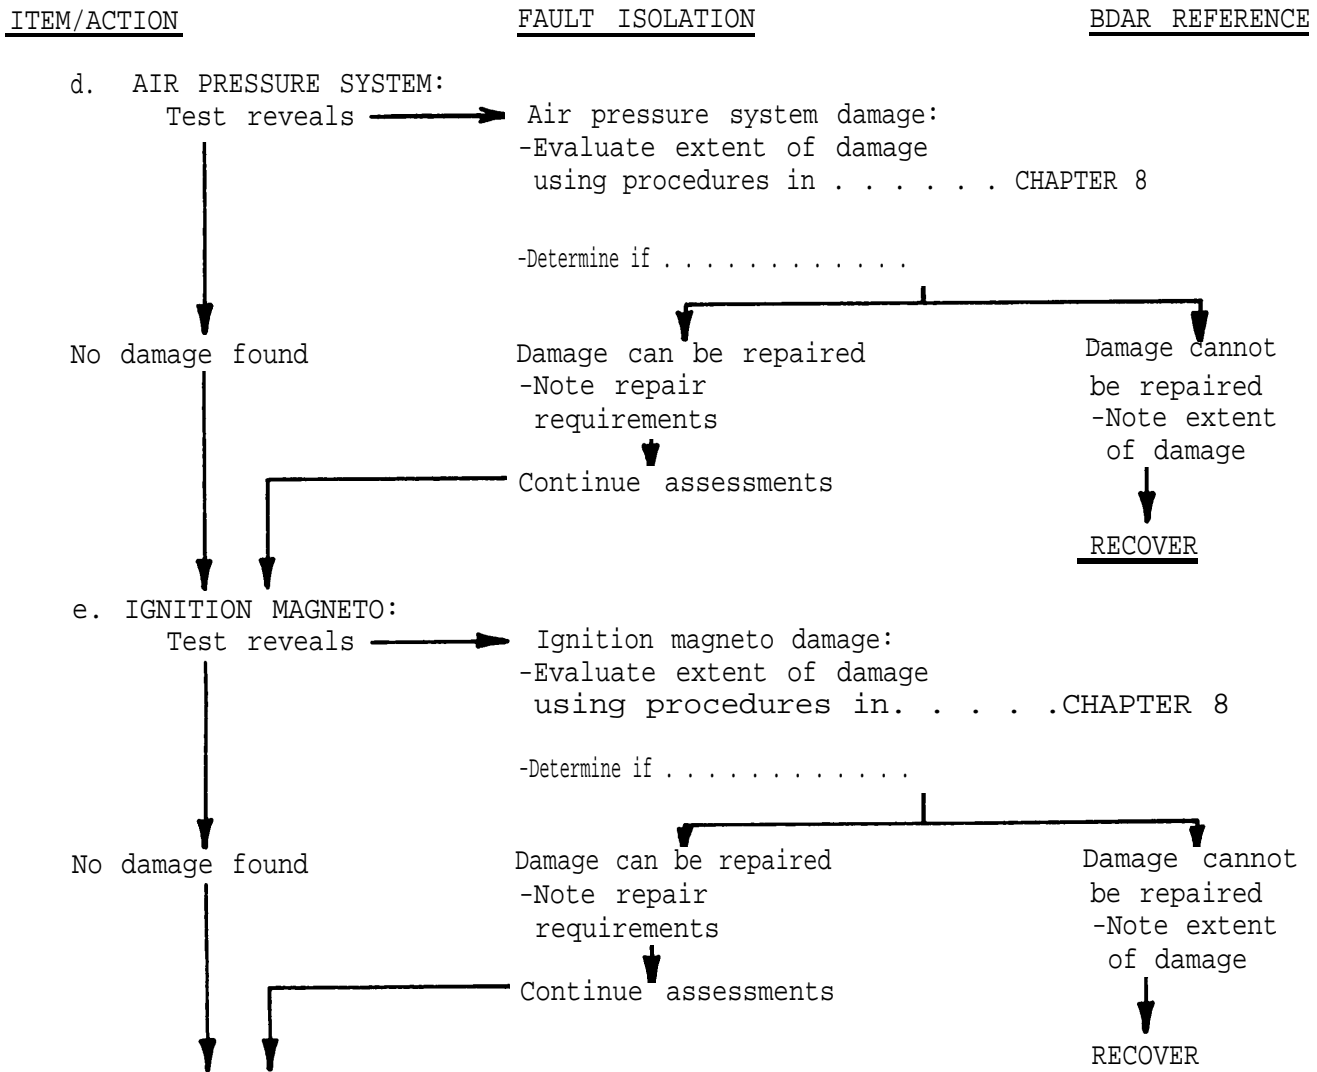 ITEM/ACTION FAULT ISOLATION BDAR REFERENCE
d. AIR PRESSURE SYSTEM:
Test reveals
Air pressure system damage:
-Evaluate extent of damage
using procedures in . . . . . . CHAPTER 8
-Determine if . . . . . . . . . . . .
No damage found
Damage can be repaired
-Note repair
requirements
Continue assessments
Damage cannot
be repaired
-Note extent
of damage
RECOVER
e. IGNITION MAGNETO:
Test reveals
Ignition magneto damage:
-Evaluate extent of damage
using procedures in. . . . .CHAPTER 8
-Determine if . . . . . . . . . . . .
No damage found
Damage can be repaired
-Note repair
requirements
Continue assessments
Damage cannot
be repaired
-Note extent
of damage
RECOVER